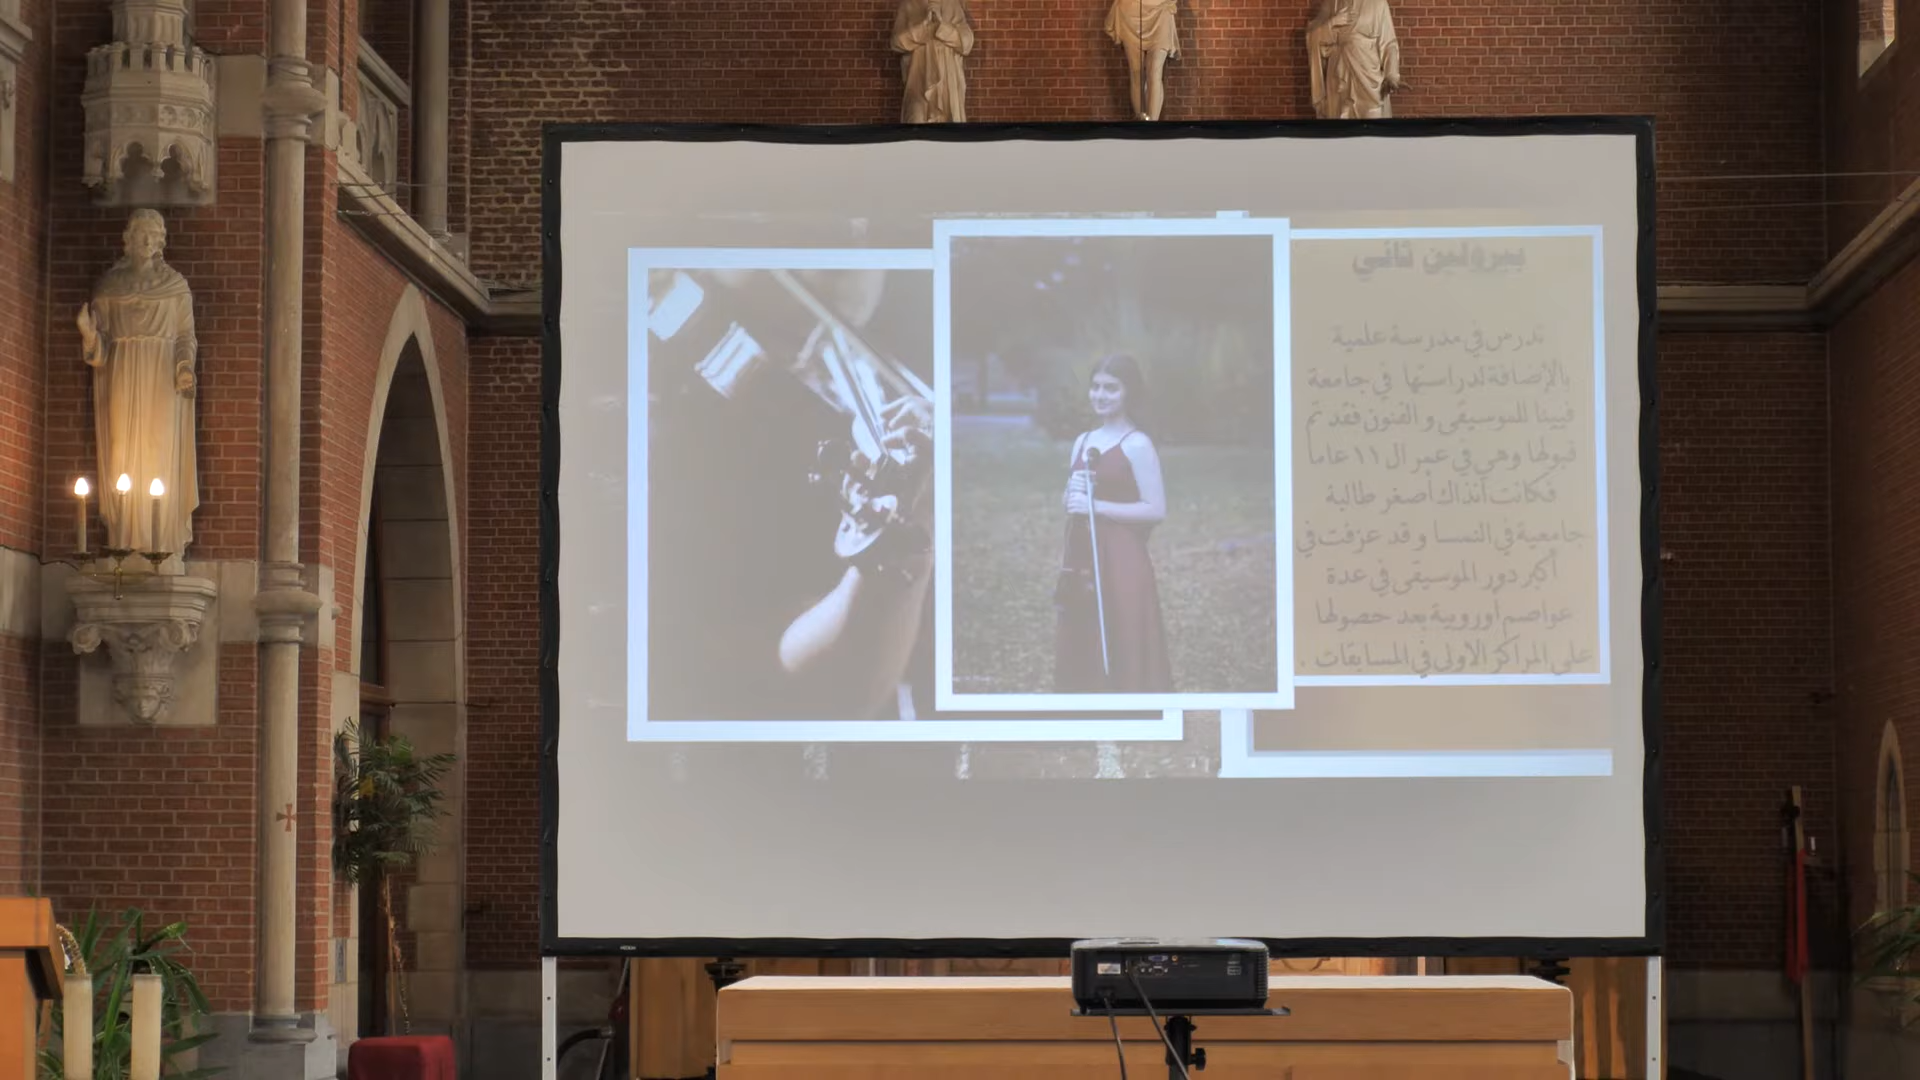 بيرولين تاني
تدرس في مدرسة علمية
بالإضافة لدراستها في جامعة
فيينا للموسيقى و الفنون فقد تم
قبولها وهي في عمر ال ١١ عاما
فكانت آنذاك أصغر طالبة
جامعية في النمسا و قد عزفت في
أكبر دور الموسيقى في عدة
عواصم أوروبية بعد حصولها
على المراكز الاولى في المسابقات .